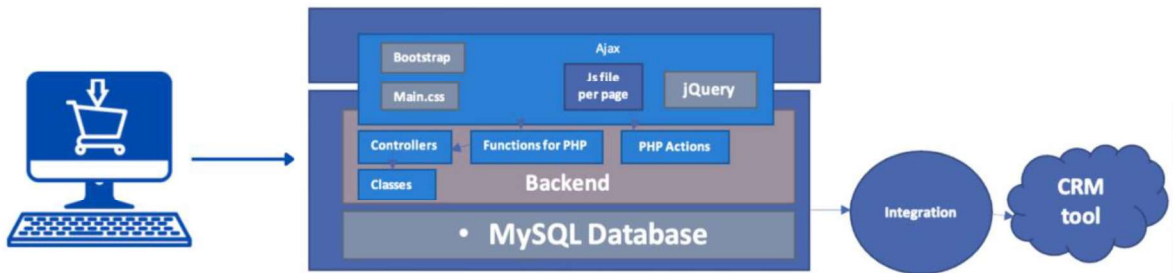 Ajax
Bootstrap
Main.css
Js file
per page
jQuery
Controllers
Functions for PHP
PHP Actions
Classes
Backend
• MySQL Database
Integration
CRM
tool